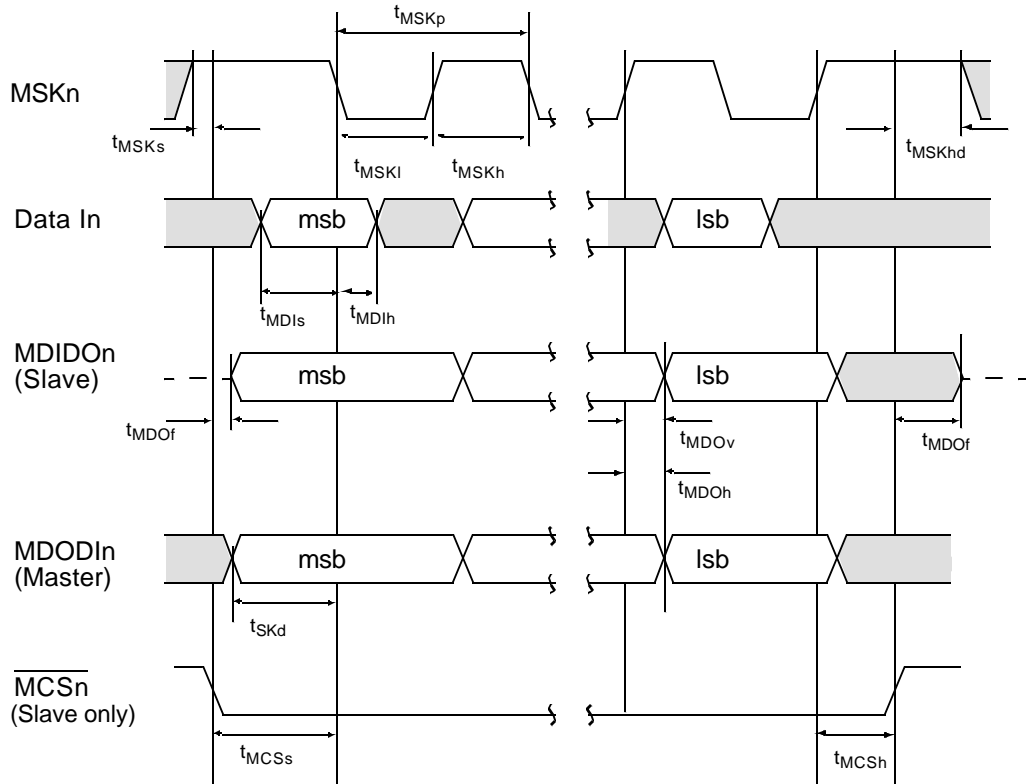 tMSKp
MSKn
tMSKs
tMSKl
tMSKh
tMSKhd
Data In
msb
lsb
tMDIs
tMDIh
MDIDOn
(Slave)
msb
lsb
tMDOf
tMDOv
tMDOf
tMDOh
MDODIn
(Master)
msb
lsb
tSKd
MCSn
(Slave only)
tMCSs
tMCSh